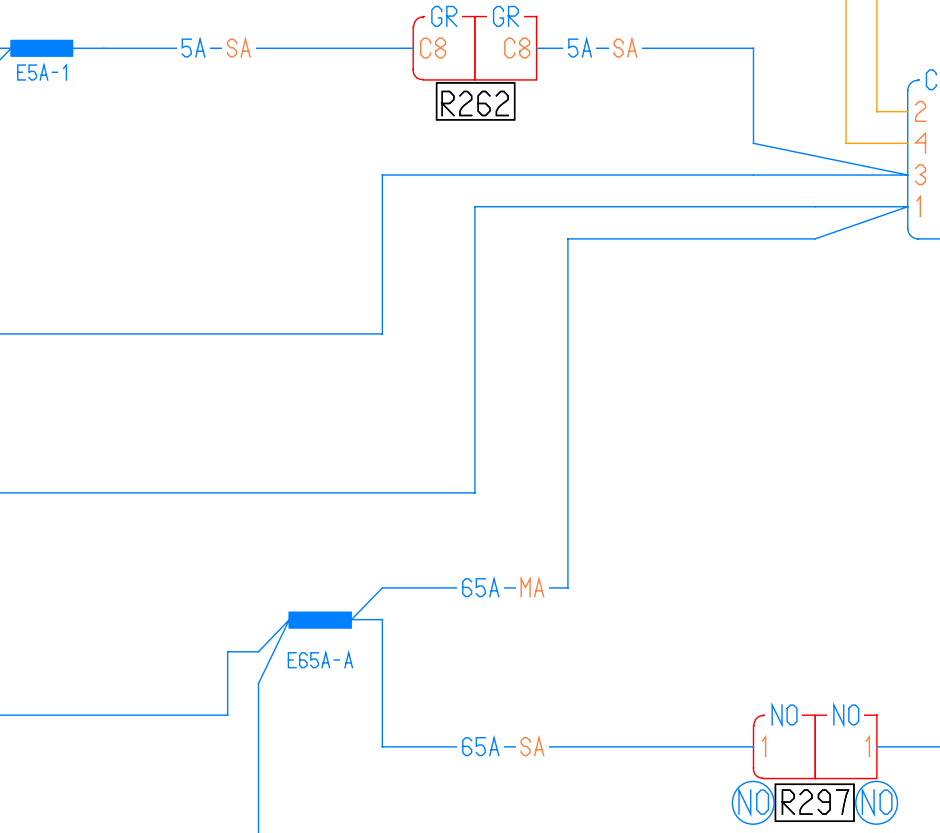 GR GR
5A-SA C8 C8 5A-SA
E5A-1
R262
C
2
4
3
1
65A-MA
E65A-A
NO NO
65A-SA 1 1
NO R297 NO